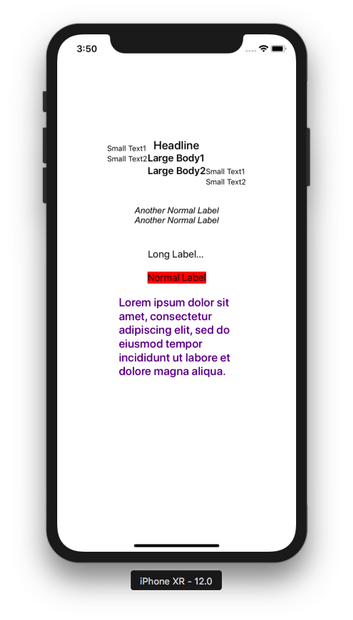 3:50
Headline
Small Text1
Small Text2
Large Body1
Large Body2
Small Text1
Small Text2
Another Normal Label
Another Normal Label
Long Label...
Normal Label
Lorem ipsum dolor sit
amet, consectetur
adipiscing elit, sed do
eiusmod tempor
incididunt ut labore et
dolore magna aliqua.
iPhone XR - 12.0